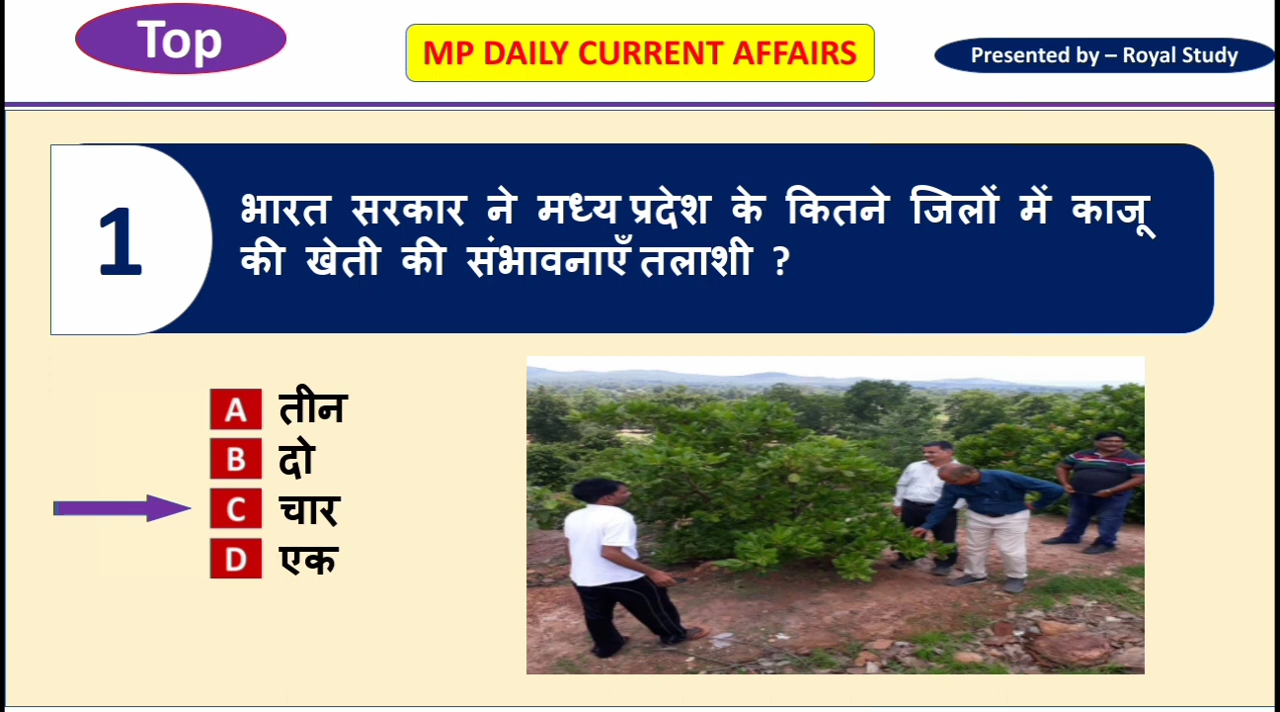 Top
MP DAILY CURRENT AFFAIRS
Presented by – Royal Study
1
भारत सरकार ने मध्य प्रदेश के कितने जिलों में काजू
की खेती की संभावनाएँ तलाशी ?
A तीन
B दो
C चार
D एक